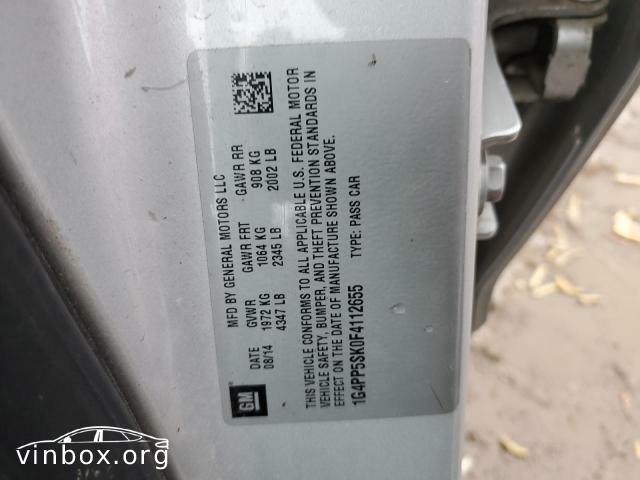 MFD BY GENERAL MOTORS LLC
DATE GVWR GAWR FRT GAWR RR
08/14 1972 KG 1064 KG 908 KG
4347 LB 2345 LB 2002 LB
THIS VEHICLE CONFORMS TO ALL APPLICABLE U.S. FEDERAL MOTOR
VEHICLE SAFETY, BUMPER, AND THEFT PREVENTION STANDARDS IN
EFFECT ON THE DATE OF MANUFACTURE SHOWN ABOVE.
1G4PP5SK0F4112655 TYPE: PASS CAR
GM
vinbox.org